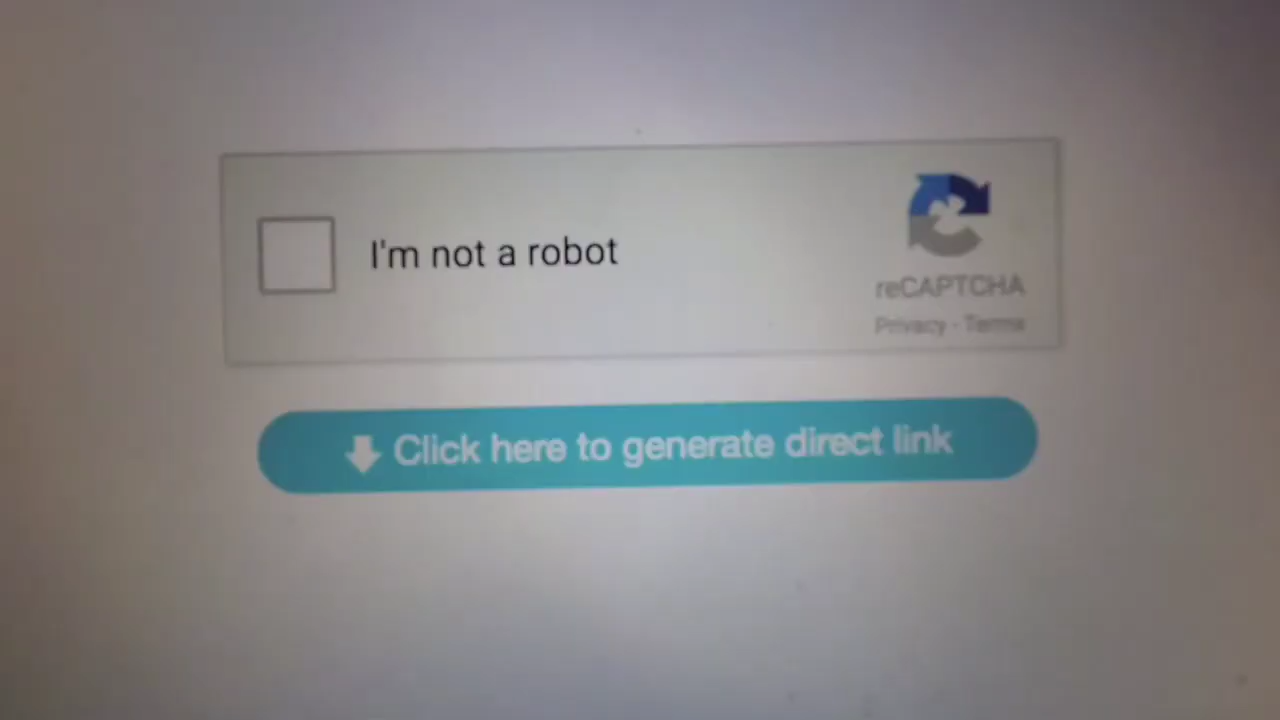 I'm not a robot
reCAPTCHA
Privacy - Terms
Click here to generate direct link